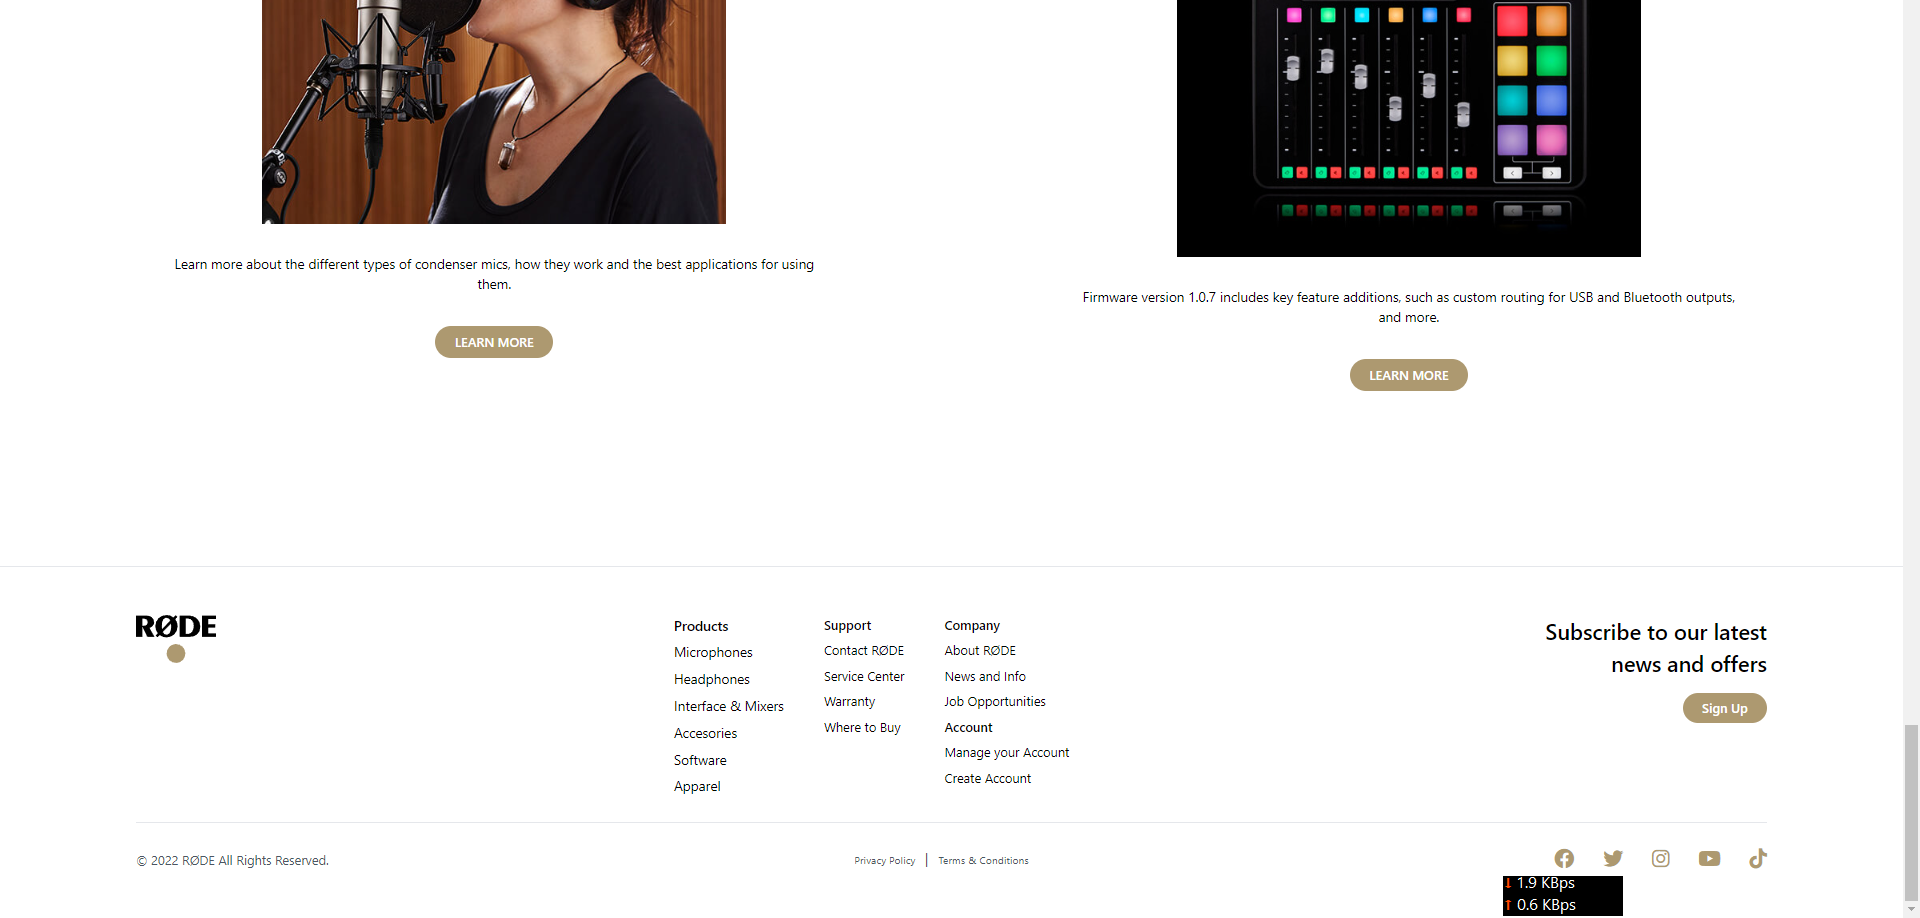 Learn more about the different types of condenser mics, how they work and the best applications for using
them.
LEARN MORE
Firmware version 1.0.7 includes key feature additions, such as custom routing for USB and Bluetooth outputs,
and more.
LEARN MORE
RØDE
Products
Microphones
Headphones
Interface & Mixers
Accesories
Software
Apparel
Support
Contact RØDE
Service Center
Warranty
Where to Buy
Company
About RØDE
News and Info
Job Opportunities
Account
Manage your Account
Create Account
Subscribe to our latest
news and offers
Sign Up
© 2022 RØDE All Rights Reserved.
Privacy Policy | Terms & Conditions
↓ 1.9 KBps
↑ 0.6 KBps